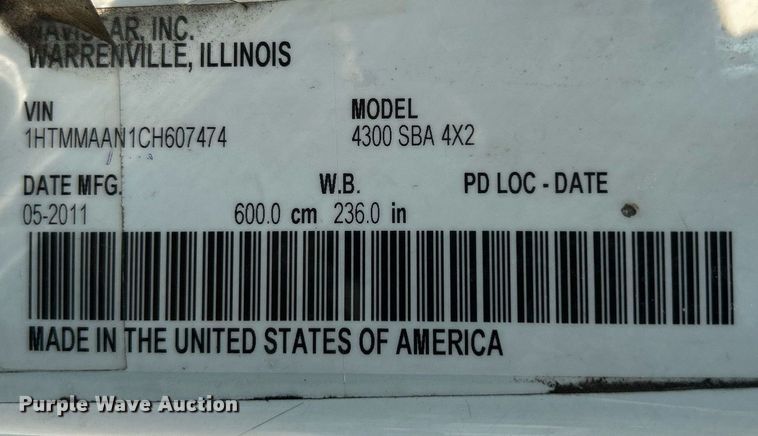 NAVISTAR, INC.
WARRENVILLE, ILLINOIS
VIN MODEL
1HTMMAAN1CH607474 4300 SBA 4X2
DATE MFG. W.B. PD LOC - DATE
05-2011 600.0 cm 236.0 in
MADE IN THE UNITED STATES OF AMERICA
Purple Wave Auction